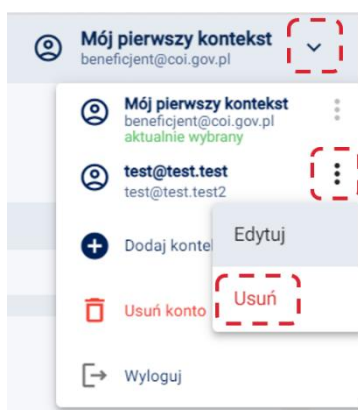 Mój pierwszy kontekst
beneficjent@coi.gov.pl
Mój pierwszy kontekst
beneficjent@coi.gov.pl
aktualnie wybrany
test@test.test
test@test.test2
Edytuj
Dodaj
Usuń
Usuń konto
Wyloguj